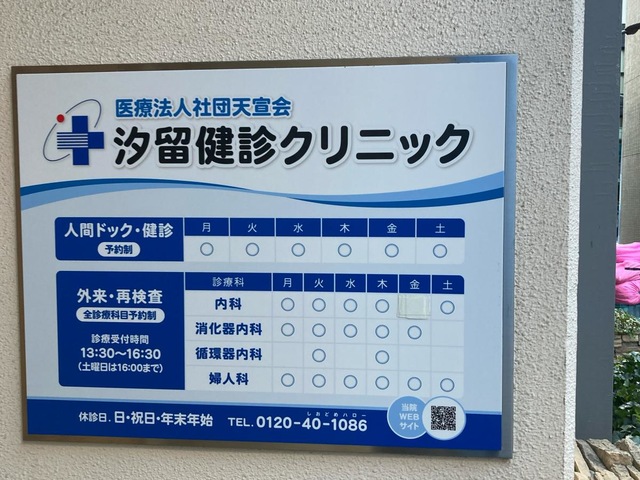 医療法人社団天宣会
汐留健診クリニック
人間ドック・健診 月 火 水 木 金 土
予約制 ○ ○ ○ ○ ○ ○
外来・再検査
全診療科目予約制
診療受付時間
13:30〜16:30
(土曜日は16:00まで)
診療科 月 火 水 木 金 土
内科 ○ ○ ○ ○ ○
消化器内科 ○ ○ ○ ○ ○
循環器内科 ○ ○
婦人科 ○ ○ ○ ○ ○ ○
休診日. 日・祝日・年末年始
しおどめハロー
TEL. 0120-40-1086
当院
WEB
サイト